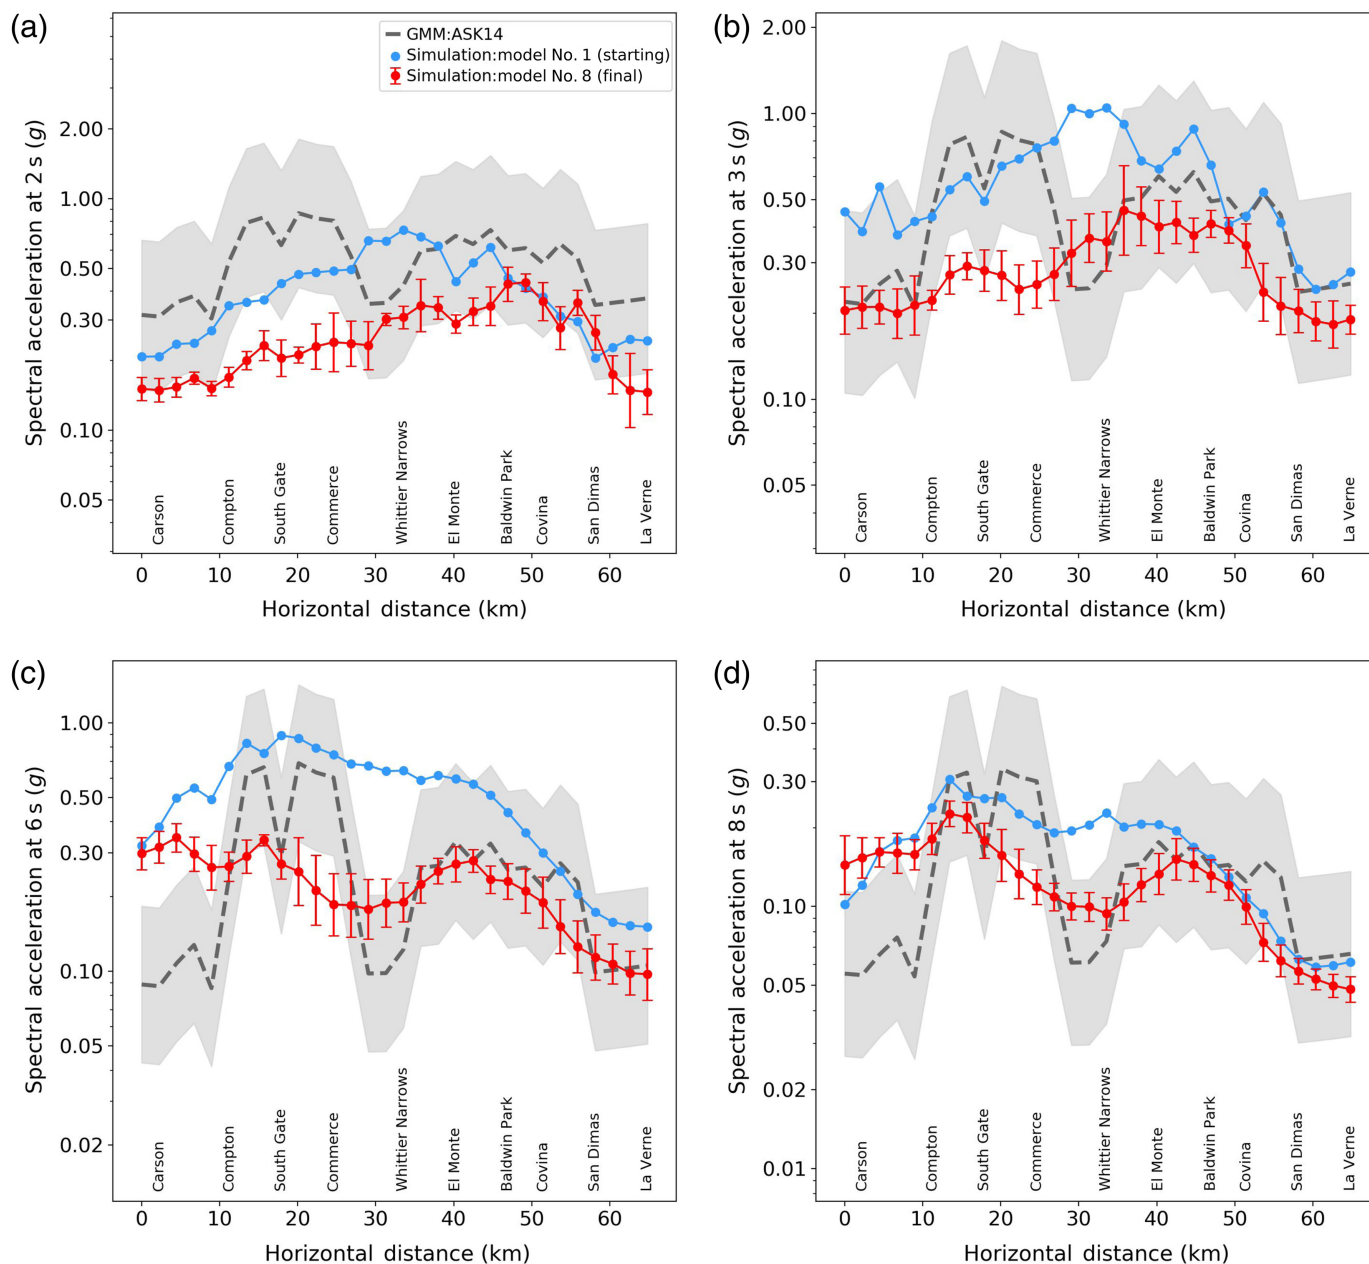 (a)
GMM:ASK14
Simulation:model No. 1 (starting)
Simulation:model No. 8 (final)
Spectral acceleration at 2 s (g)
2.00
1.00
0.50
0.30
0.10
0.05
Carson
Compton
South Gate
Commerce
Whittier Narrows
El Monte
Baldwin Park
Covina
San Dimas
La Verne
0 10 20 30 40 50 60
Horizontal distance (km)
(b)
Spectral acceleration at 3 s (g)
2.00
1.00
0.50
0.30
0.10
0.05
Carson
Compton
South Gate
Commerce
Whittier Narrows
El Monte
Baldwin Park
Covina
San Dimas
La Verne
0 10 20 30 40 50 60
Horizontal distance (km)
(c)
Spectral acceleration at 6 s (g)
1.00
0.50
0.30
0.10
0.05
0.02
Carson
Compton
South Gate
Commerce
Whittier Narrows
El Monte
Baldwin Park
Covina
San Dimas
La Verne
0 10 20 30 40 50 60
Horizontal distance (km)
(d)
Spectral acceleration at 8 s (g)
0.50
0.30
0.10
0.05
0.02
0.01
Carson
Compton
South Gate
Commerce
Whittier Narrows
El Monte
Baldwin Park
Covina
San Dimas
La Verne
0 10 20 30 40 50 60
Horizontal distance (km)